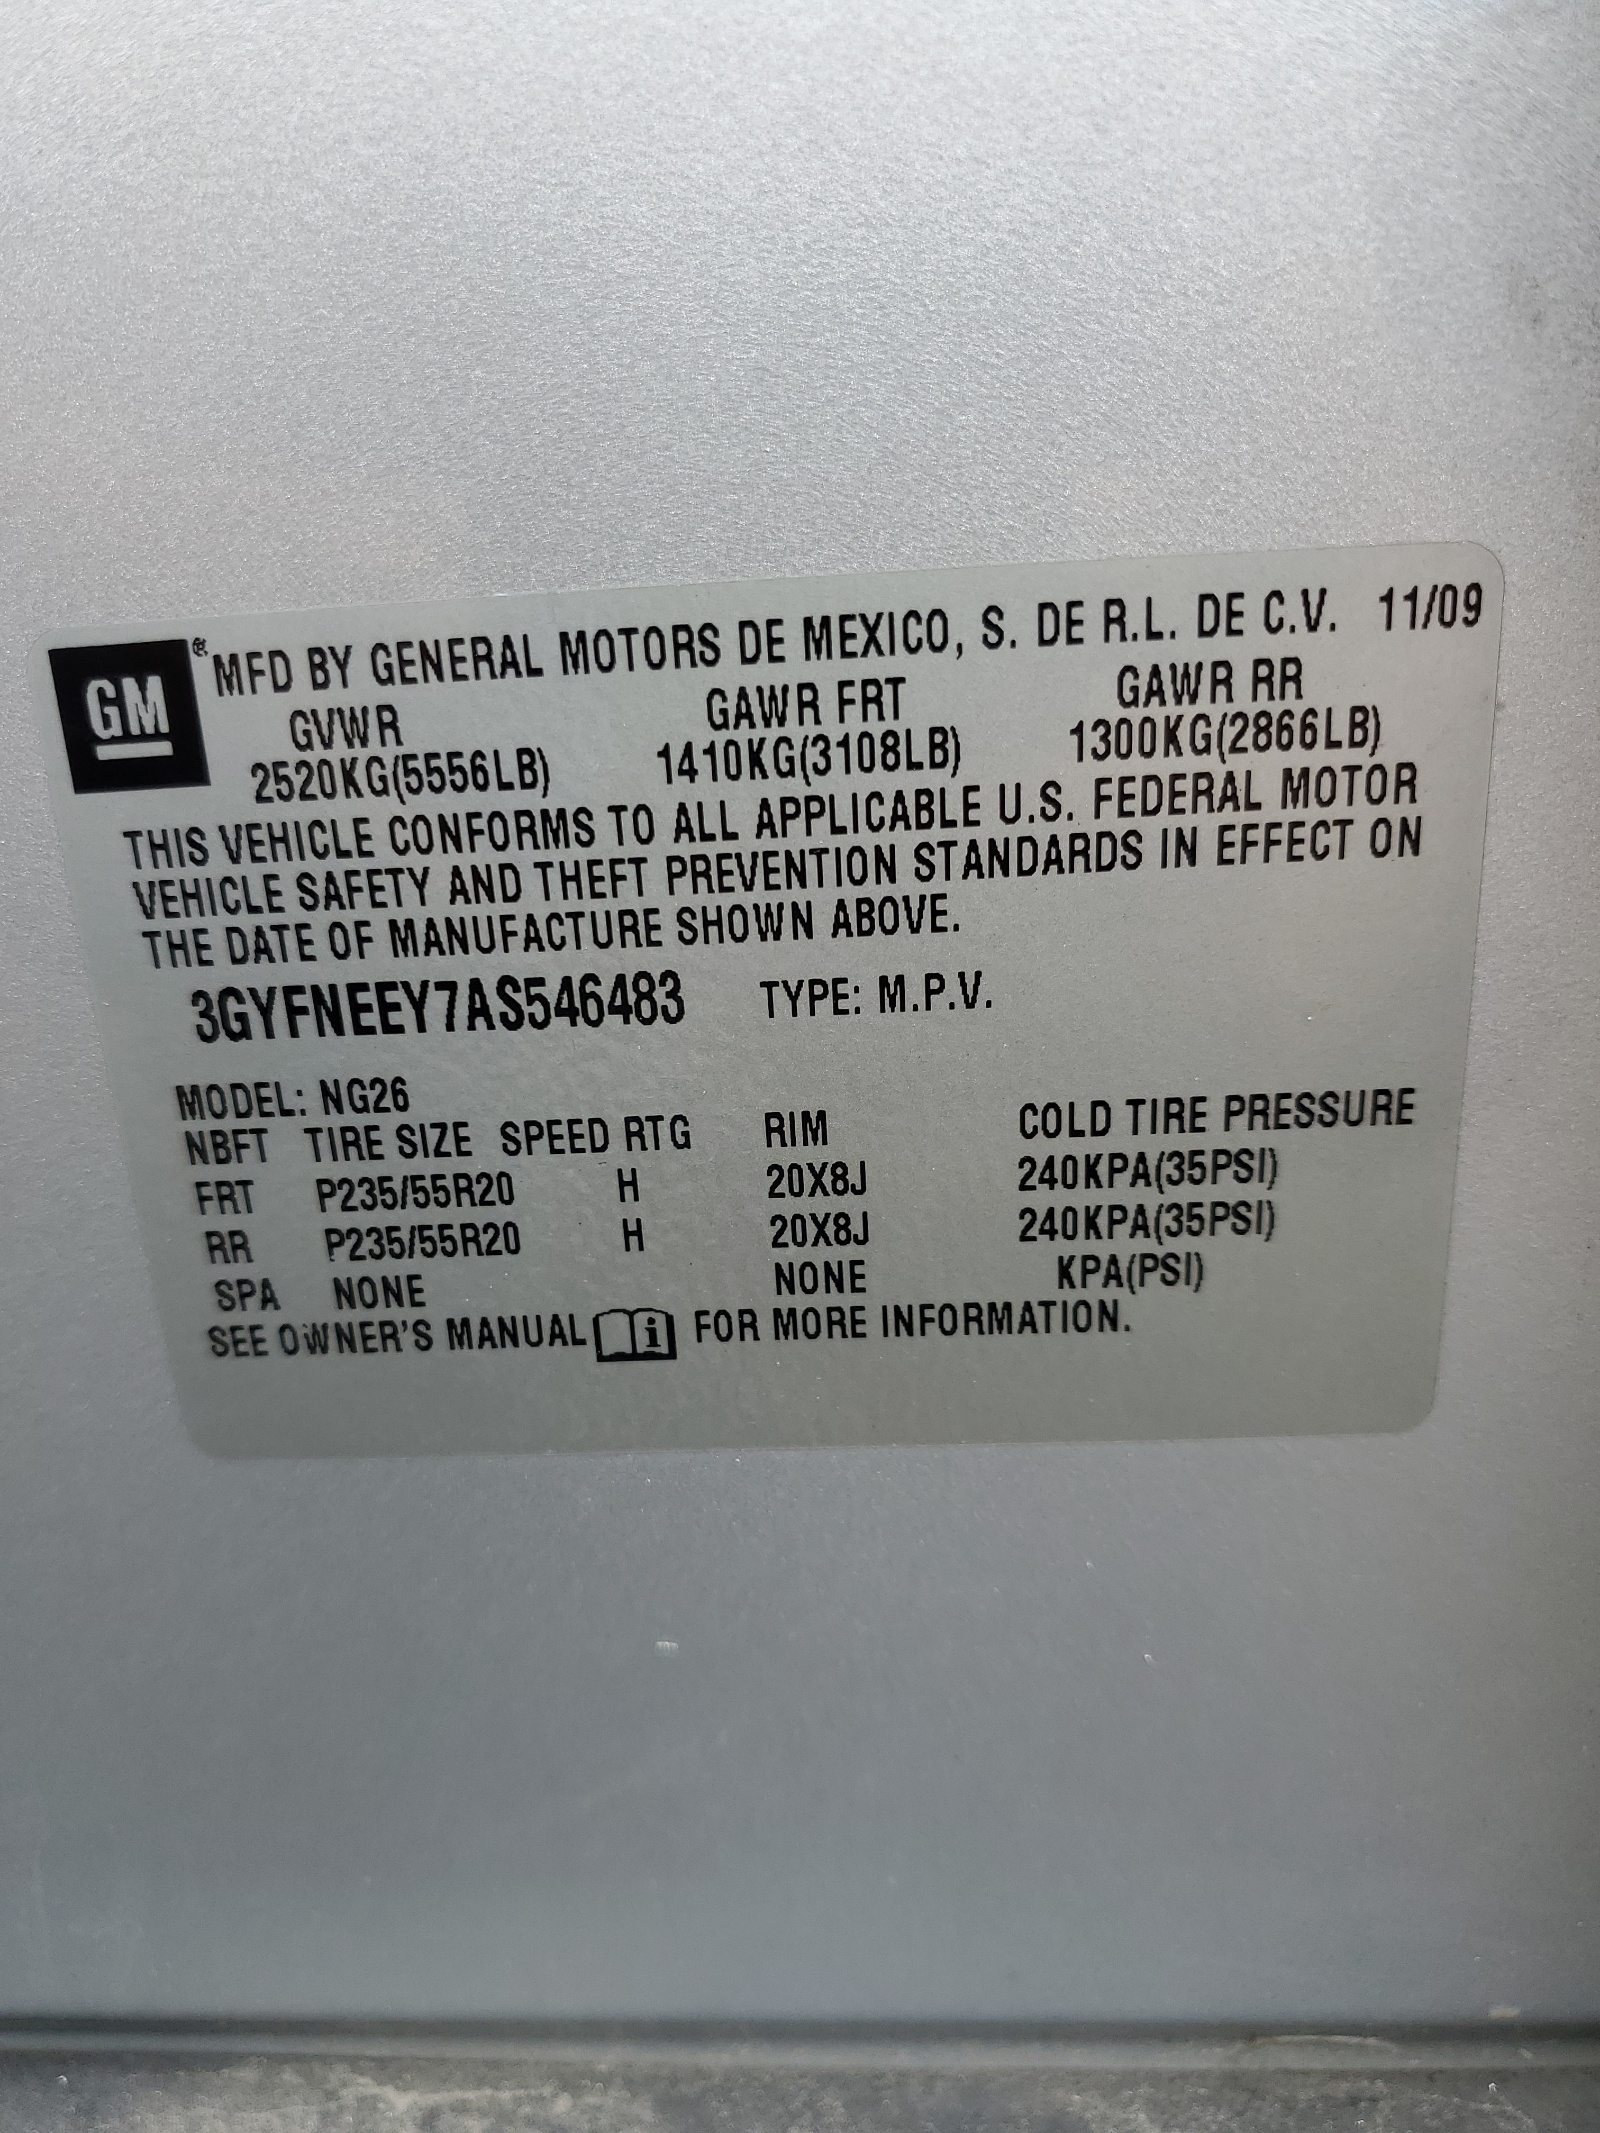 GM ® MFD BY GENERAL MOTORS DE MEXICO, S. DE R.L. DE C.V. 11/09
GVWR GAWR FRT GAWR RR
2520KG(5556LB) 1410KG(3108LB) 1300KG(2866LB)
THIS VEHICLE CONFORMS TO ALL APPLICABLE U.S. FEDERAL MOTOR
VEHICLE SAFETY AND THEFT PREVENTION STANDARDS IN EFFECT ON
THE DATE OF MANUFACTURE SHOWN ABOVE.
3GYFNEEY7AS546483 TYPE: M.P.V.
MODEL: NG26
NBFT TIRE SIZE SPEED RTG RIM COLD TIRE PRESSURE
FRT P235/55R20 H 20X8J 240KPA(35PSI)
RR P235/55R20 H 20X8J 240KPA(35PSI)
SPA NONE NONE KPA(PSI)
SEE OWNER'S MANUAL i FOR MORE INFORMATION.